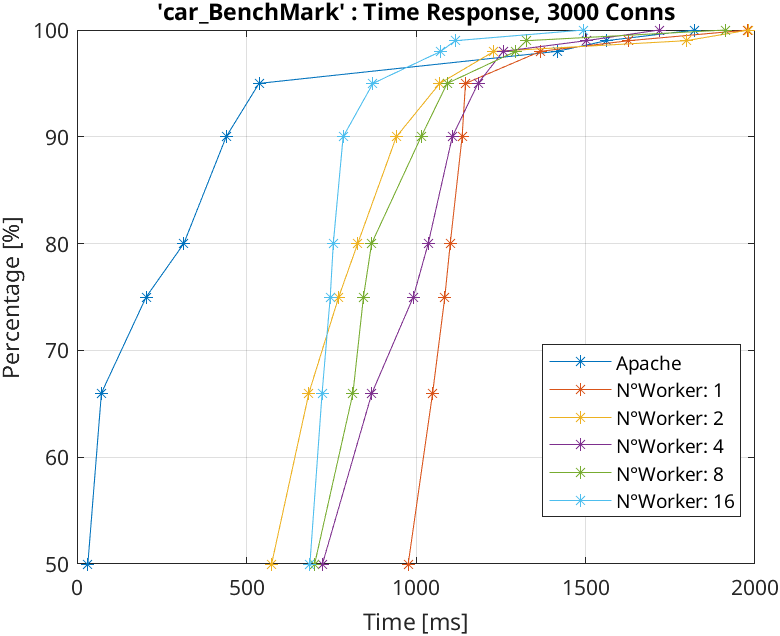 'car_BenchMark' : Time Response, 3000 Conns
100
90
80
70
60
50
Percentage [%]
Apache
N°Worker: 1
N°Worker: 2
N°Worker: 4
N°Worker: 8
N°Worker: 16
0 500 1000 1500 2000
Time [ms]